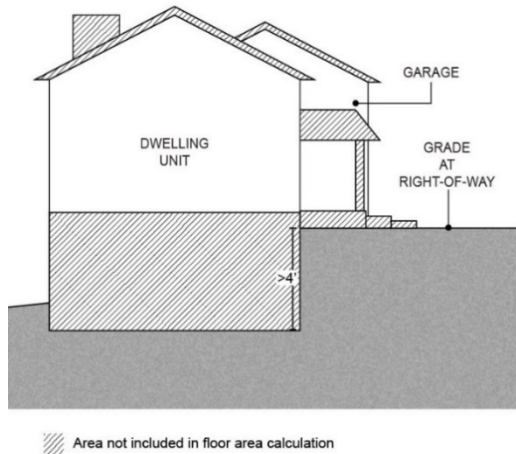 GARAGE
DWELLING
UNIT
GRADE
AT
RIGHT-OF-WAY
>4'
Area not included in floor area calculation